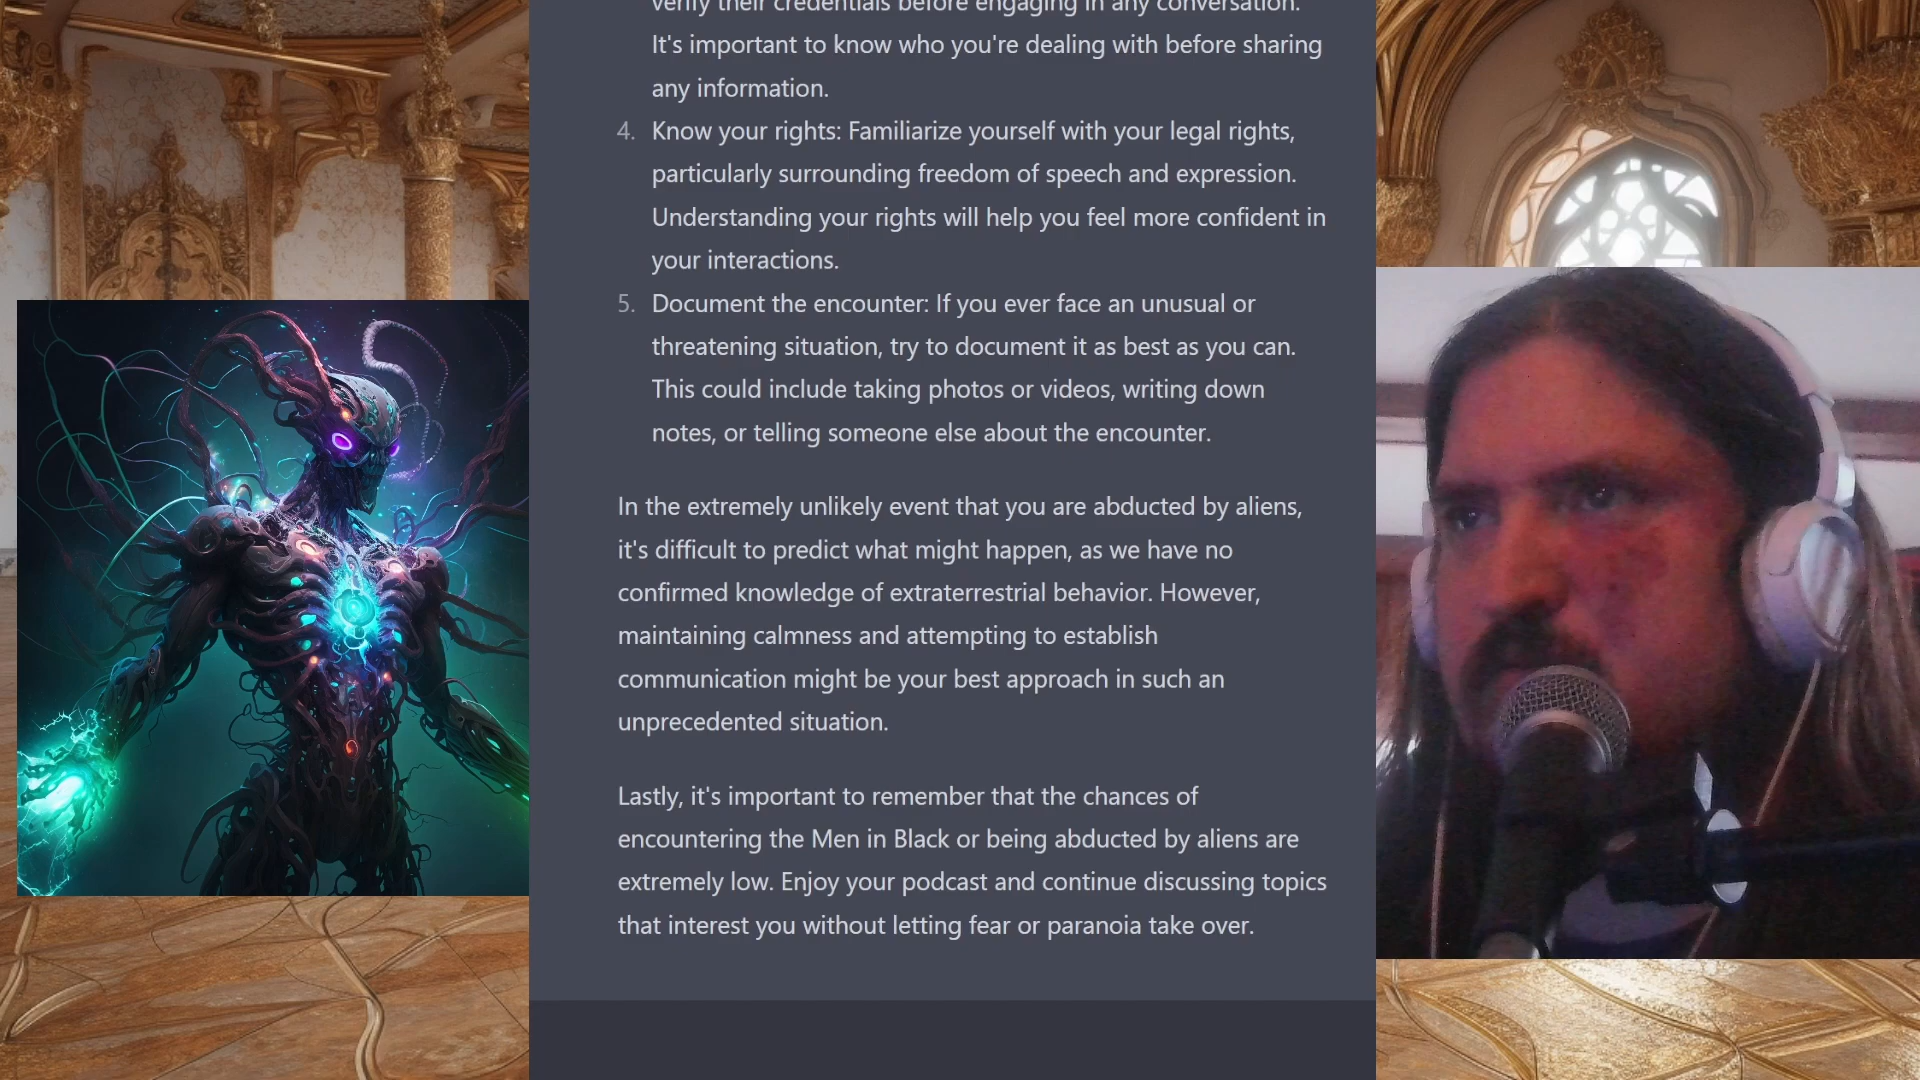 verify their credentials before engaging in any conversation.
It's important to know who you're dealing with before sharing
any information.
4. Know your rights: Familiarize yourself with your legal rights,
particularly surrounding freedom of speech and expression.
Understanding your rights will help you feel more confident in
your interactions.
5. Document the encounter: If you ever face an unusual or
threatening situation, try to document it as best as you can.
This could include taking photos or videos, writing down
notes, or telling someone else about the encounter.
In the extremely unlikely event that you are abducted by aliens,
it's difficult to predict what might happen, as we have no
confirmed knowledge of extraterrestrial behavior. However,
maintaining calmness and attempting to establish
communication might be your best approach in such an
unprecedented situation.
Lastly, it's important to remember that the chances of
encountering the Men in Black or being abducted by aliens are
extremely low. Enjoy your podcast and continue discussing topics
that interest you without letting fear or paranoia take over.